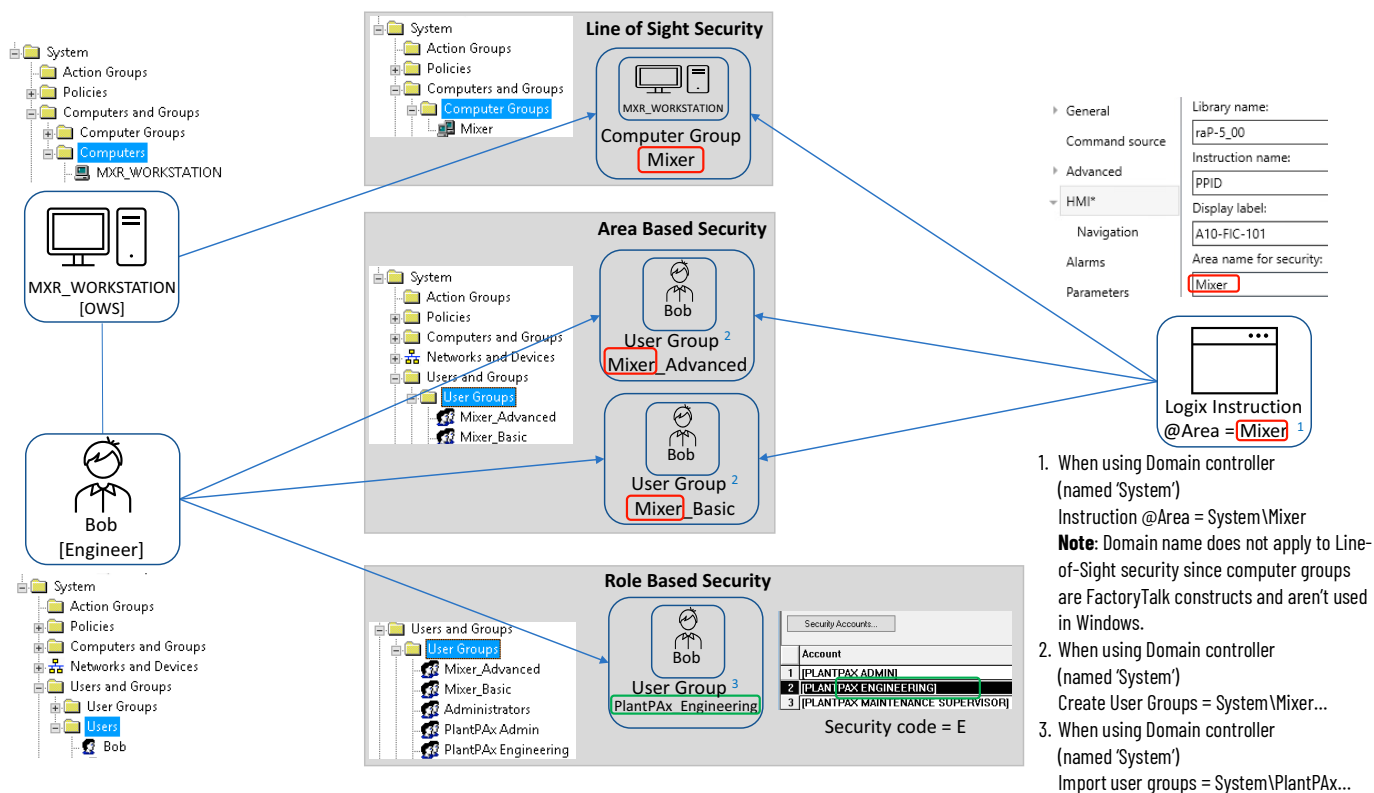 System
Action Groups
Policies
Computers and Groups
Computer Groups
Computers
MXR_WORKSTATION
MXR_WORKSTATION
[OWS]
Bob
[Engineer]
System
Action Groups
Policies
Computers and Groups
Networks and Devices
Users and Groups
User Groups
Users
Bob
System
Action Groups
Policies
Computers and Groups
Computer Groups
Mixer
Line of Sight Security
MXR_WORKSTATION
Computer Group
Mixer
System
Action Groups
Policies
Computers and Groups
Networks and Devices
Users and Groups
User Groups
Mixer_Advanced
Mixer_Basic
Area Based Security
Bob
User Group 2
Mixer_Advanced
Bob
User Group 2
Mixer_Basic
Users and Groups
User Groups
Mixer_Advanced
Mixer_Basic
Administrators
PlantPAx Admin
PlantPAx Engineering
Role Based Security
Bob
User Group 3
PlantPAx Engineering
Security Accounts...
Account
1 [PLANTPAX ADMIN]
2 [PLANTPAX ENGINEERING]
3 [PLANTPAX MAINTENANCE SUPERVISOR]
Security code = E
General
Command source
Advanced
HMI*
Navigation
Alarms
Parameters
Library name:
raP-5_00
Instruction name:
PPID
Display label:
A10-FIC-101
Area name for security:
Mixer
Logix Instruction
@Area = Mixer 1
1. When using Domain controller
(named ‘System’)
Instruction @Area = System\Mixer
Note: Domain name does not apply to Line-
of-Sight security since computer groups
are FactoryTalk constructs and aren’t used
in Windows.
2. When using Domain controller
(named ‘System’)
Create User Groups = System\Mixer...
3. When using Domain controller
(named ‘System’)
Import user groups = System\PlantPAx...